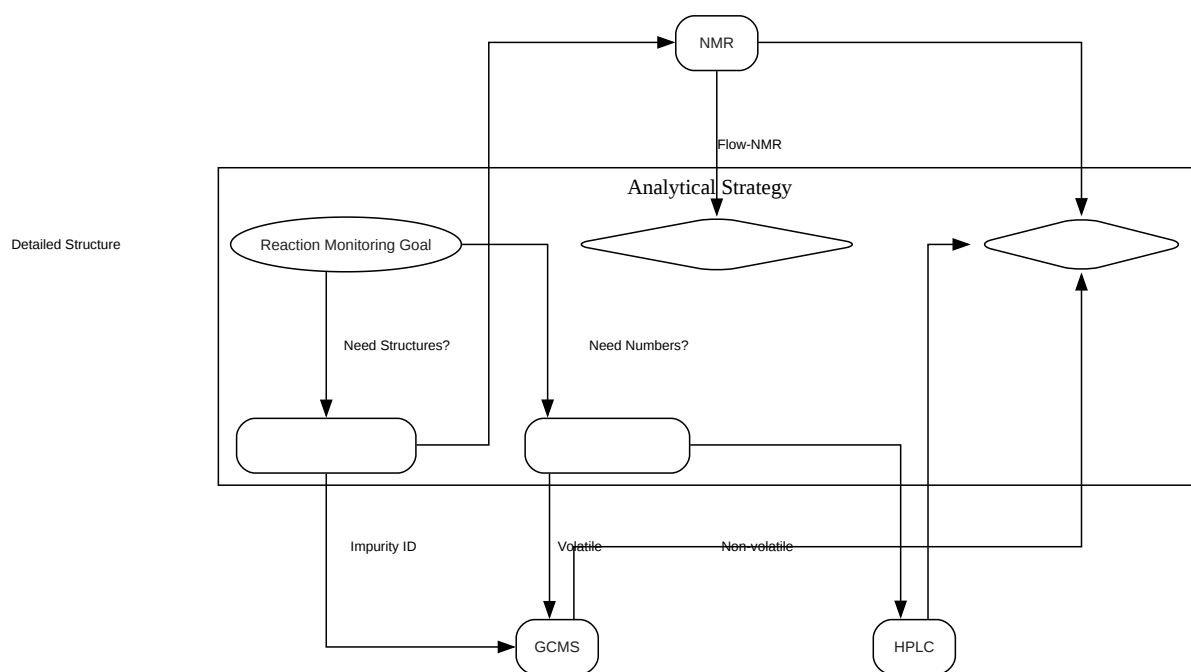 NMR
Flow-NMR
Analytical Strategy
Detailed Structure
Reaction Monitoring Goal
Need Structures?
Need Numbers?
Impurity ID
Volatile
Non-volatile
GCMS
HPLC